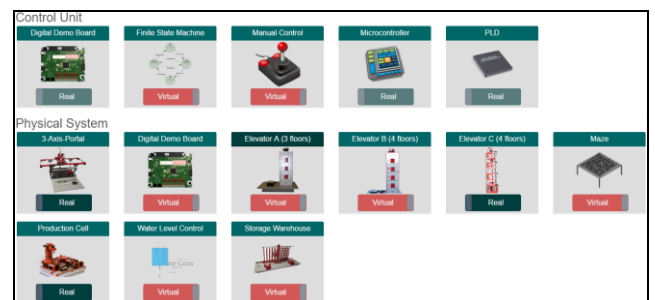 Control Unit
Digital Demo Board Finite State Machine Manual Control Microcontroller PLD
Real Virtual Virtual Real Real
Physical System
3-Axis-Portal Digital Demo Board Elevator A (3 floors) Elevator B (4 floors) Elevator C (4 floors) Maze
Real Virtual Virtual Virtual Real Virtual
Production Cell Water Level Control Storage Warehouse
Real Virtual Virtual